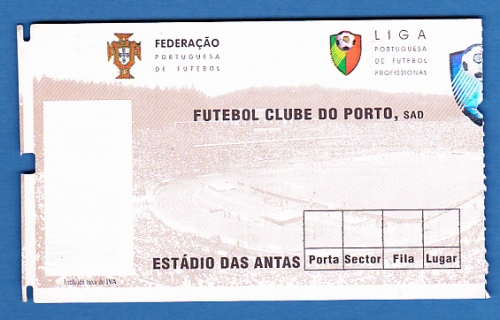 FEDERAÇÃO
PORTUGUESA
DE FUTEBOL
LIGA
PORTUGUESA
DE FUTEBOL
PROFISSIONAL
FUTEBOL CLUBE DO PORTO, SAD
ESTÁDIO DAS ANTAS
Porta Sector Fila Lugar